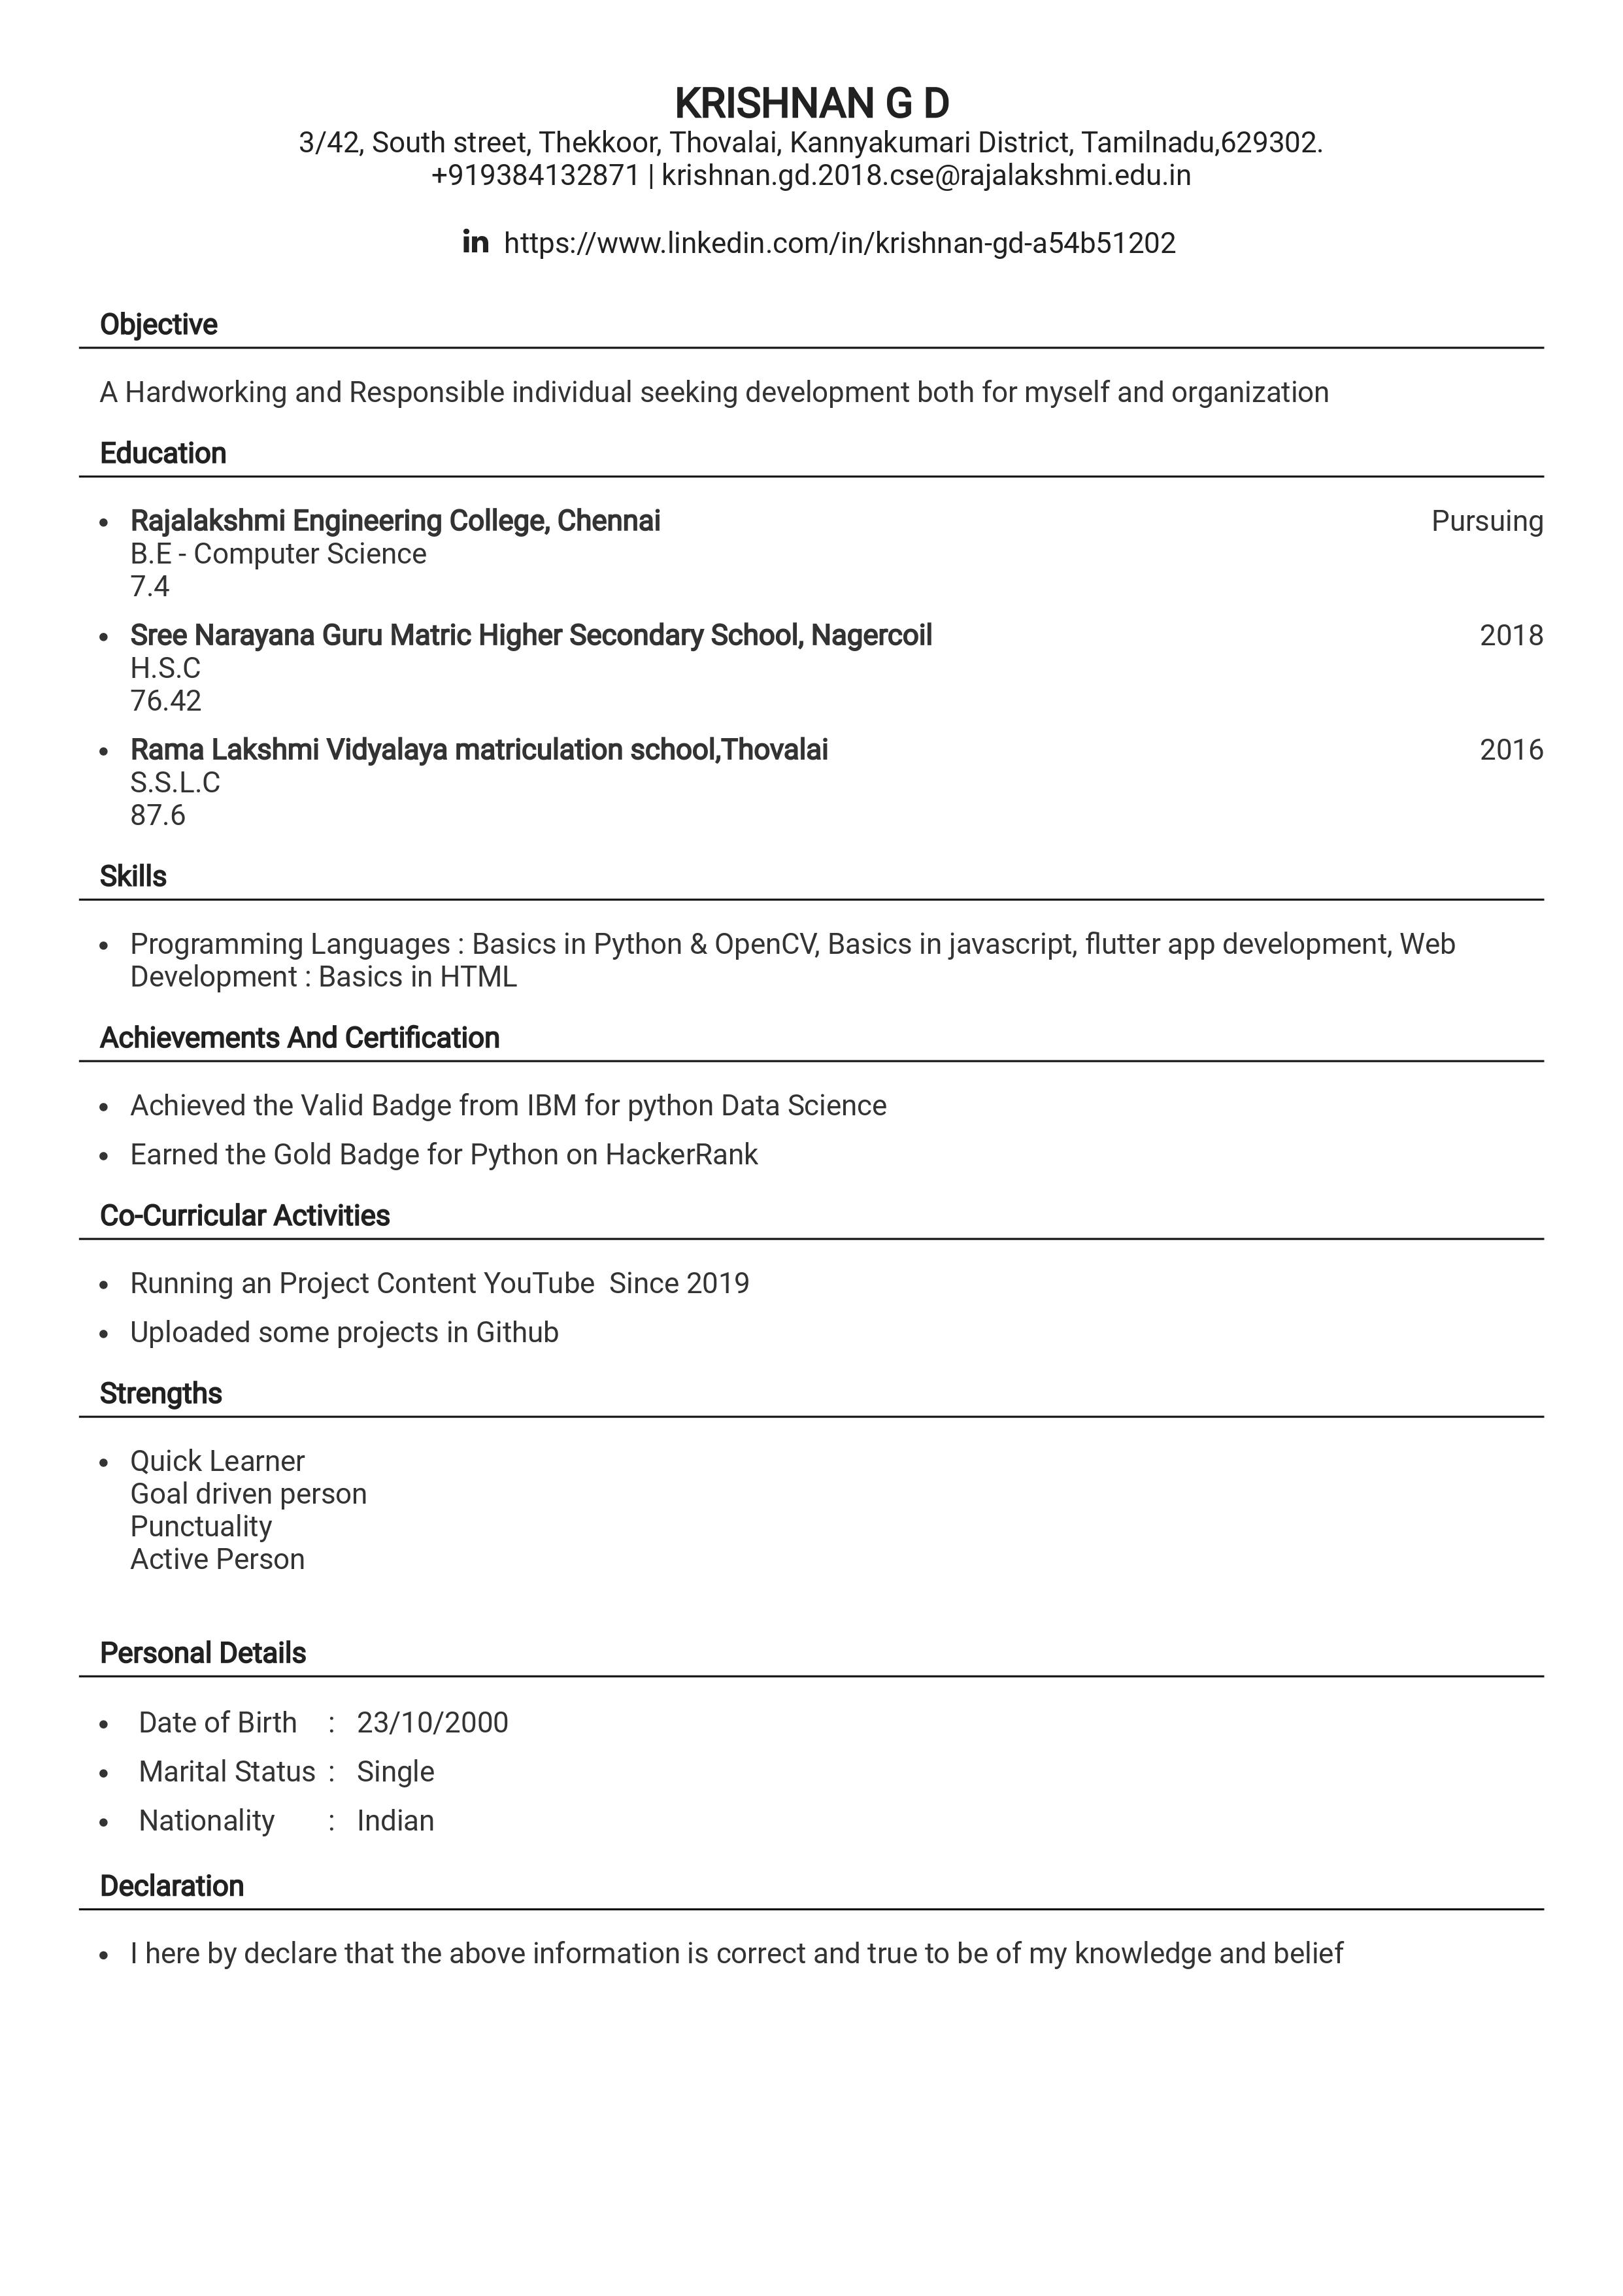 KRISHNAN G D
3/42, South street, Thekkoor, Thovalai, Kannyakumari District, Tamilnadu,629302.
+919384132871 | krishnan.gd.2018.cse@rajalakshmi.edu.in
in https://www.linkedin.com/in/krishnan-gd-a54b51202
Objective
A Hardworking and Responsible individual seeking development both for myself and organization
Education
• Rajalakshmi Engineering College, Chennai Pursuing
B.E - Computer Science
7.4
• Sree Narayana Guru Matric Higher Secondary School, Nagercoil 2018
H.S.C
76.42
• Rama Lakshmi Vidyalaya matriculation school,Thovalai 2016
S.S.L.C
87.6
Skills
• Programming Languages : Basics in Python & OpenCV, Basics in javascript, flutter app development, Web
Development : Basics in HTML
Achievements And Certification
• Achieved the Valid Badge from IBM for python Data Science
• Earned the Gold Badge for Python on HackerRank
Co-Curricular Activities
• Running an Project Content YouTube  Since 2019
• Uploaded some projects in Github
Strengths
• Quick Learner
Goal driven person
Punctuality
Active Person
Personal Details
• Date of Birth : 23/10/2000
• Marital Status : Single
• Nationality : Indian
Declaration
• I here by declare that the above information is correct and true to be of my knowledge and belief